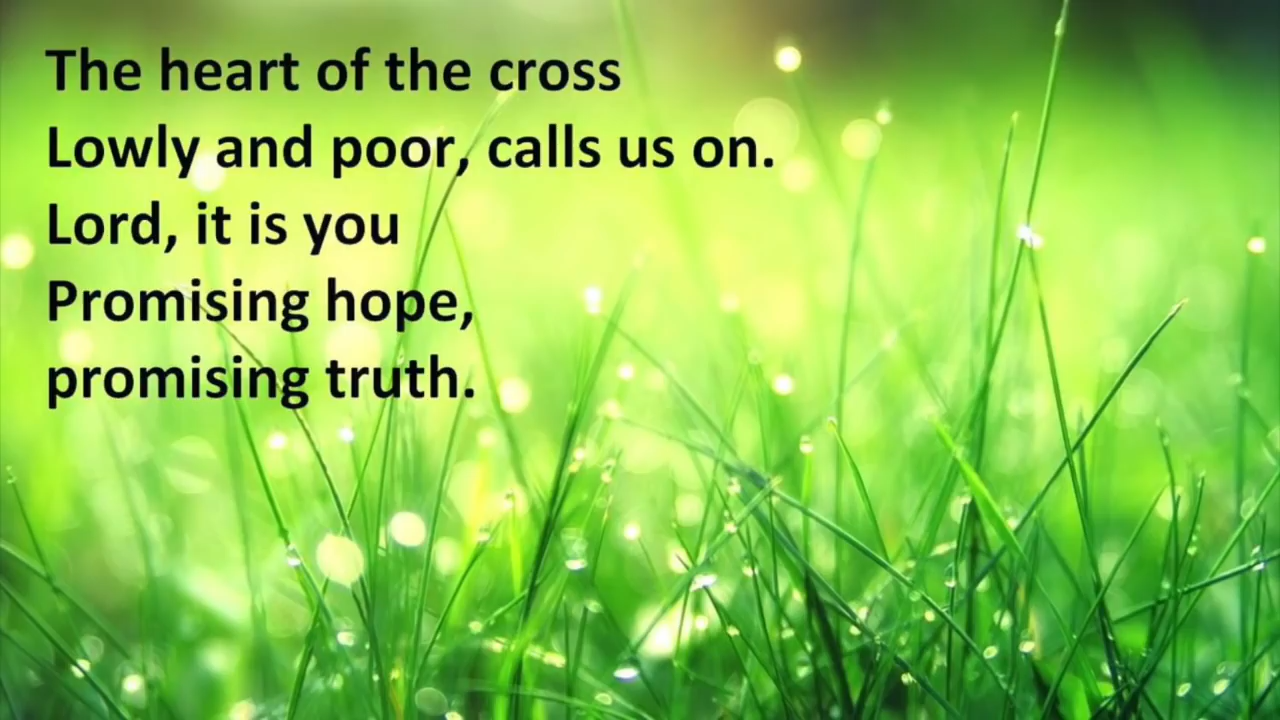 The heart of the cross
Lowly and poor, calls us on.
Lord, it is you
Promising hope,
promising truth.